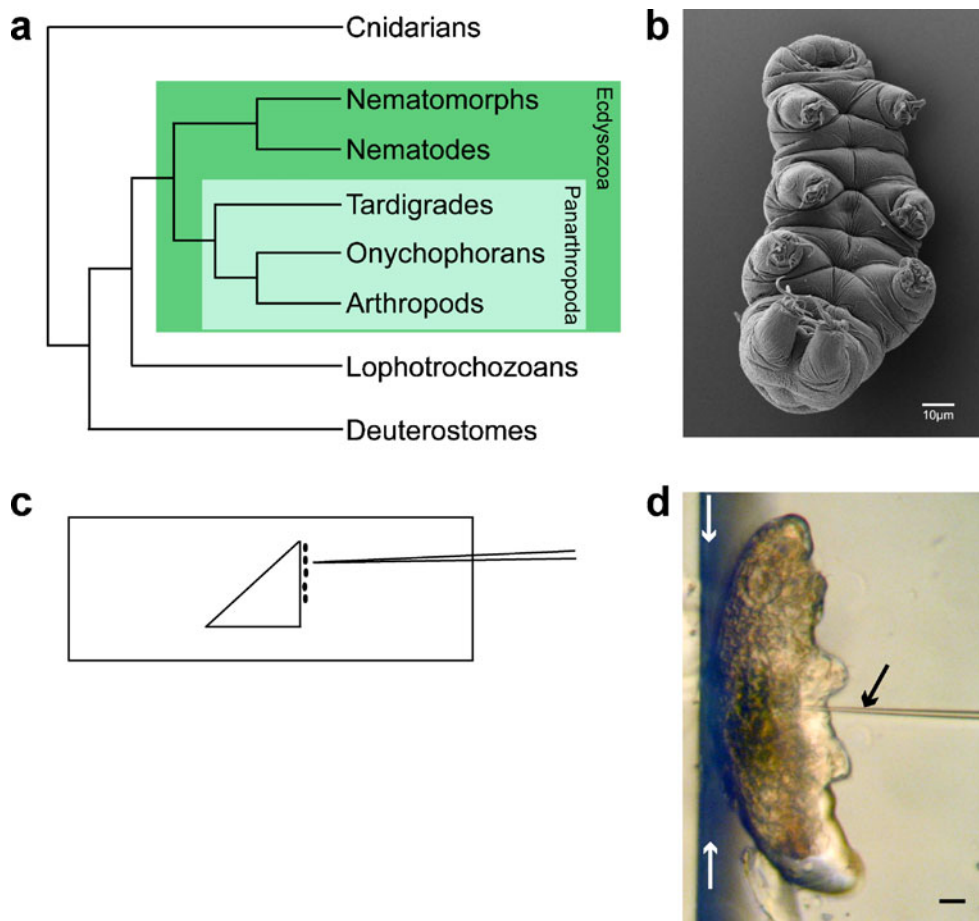 a
Cnidarians
Nematomorphs
Nematodes
Ecdysozoa
Tardigrades
Onychophorans
Arthropods
Panarthropoda
Lophotrochozoans
Deuterostomes
b
10µm
c
d